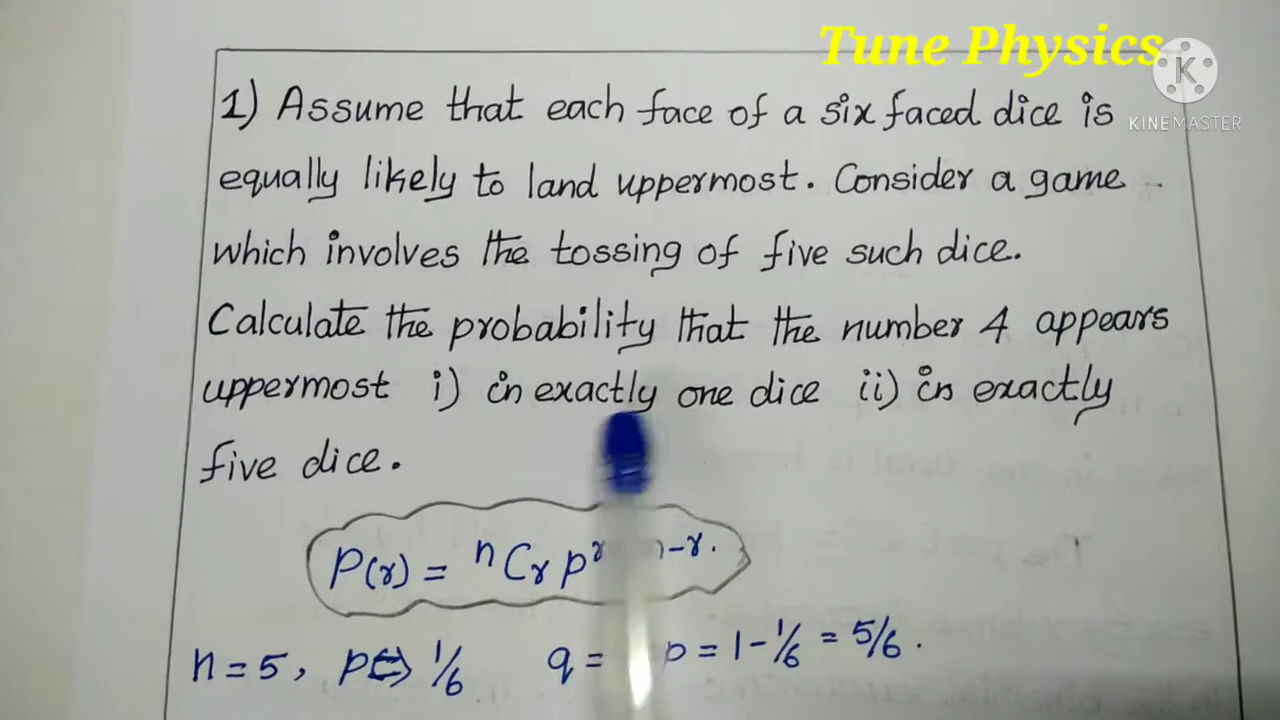 Tune Physics
K
KINEMASTER
1) Assume that each face of a six faced dice is
equally likely to land uppermost. Consider a game
which involves the tossing of five such dice.
Calculate the probability that the number 4 appears
uppermost i) in exactly one dice ii) in exactly
five dice.
P(r) = ⁿCᵣ pʳ n-r.
n = 5, p <=> 1/6 q = p = 1 - 1/6 = 5/6.